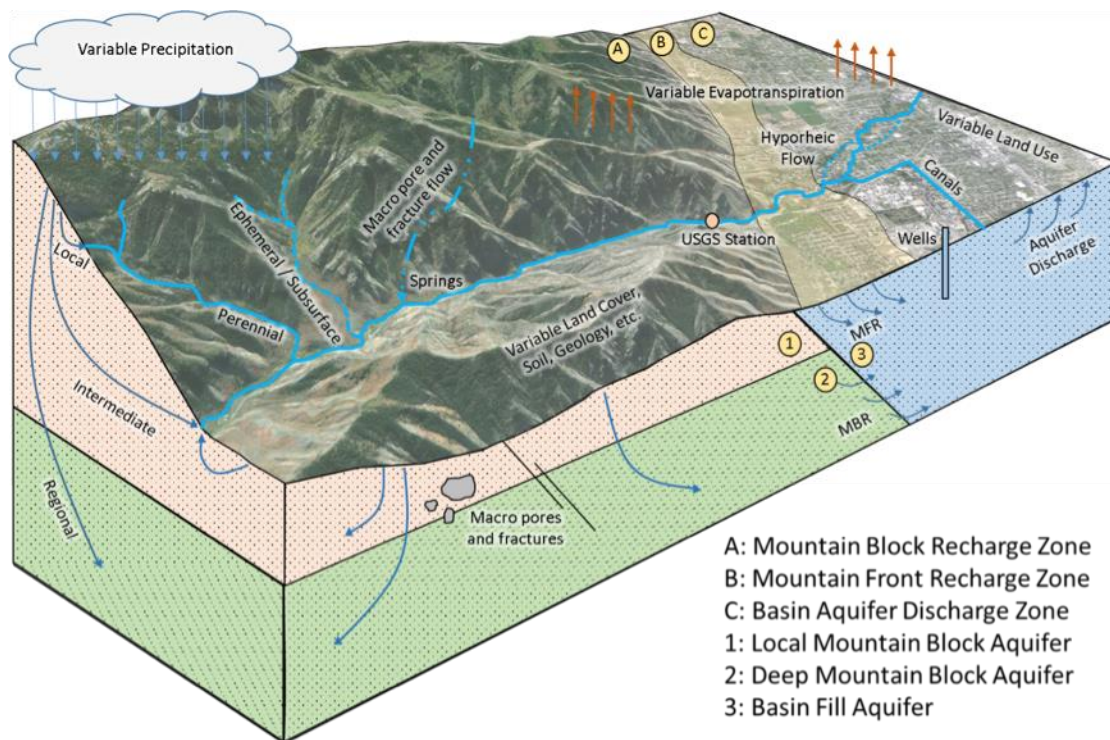 Variable Precipitation
A
B
C
Variable Evapotranspiration
Hyporheic
Flow
Variable Land Use
Canals
Macro pore and
fracture flow
Ephemeral / Subsurface
USGS Station
Wells
Aquifer
Discharge
Local
Perennial
Springs
Variable Land Cover,
Soil, Geology, etc.
MFR
1
3
2
MBR
Intermediate
Regional
Macro pores
and fractures
A: Mountain Block Recharge Zone
B: Mountain Front Recharge Zone
C: Basin Aquifer Discharge Zone
1: Local Mountain Block Aquifer
2: Deep Mountain Block Aquifer
3: Basin Fill Aquifer